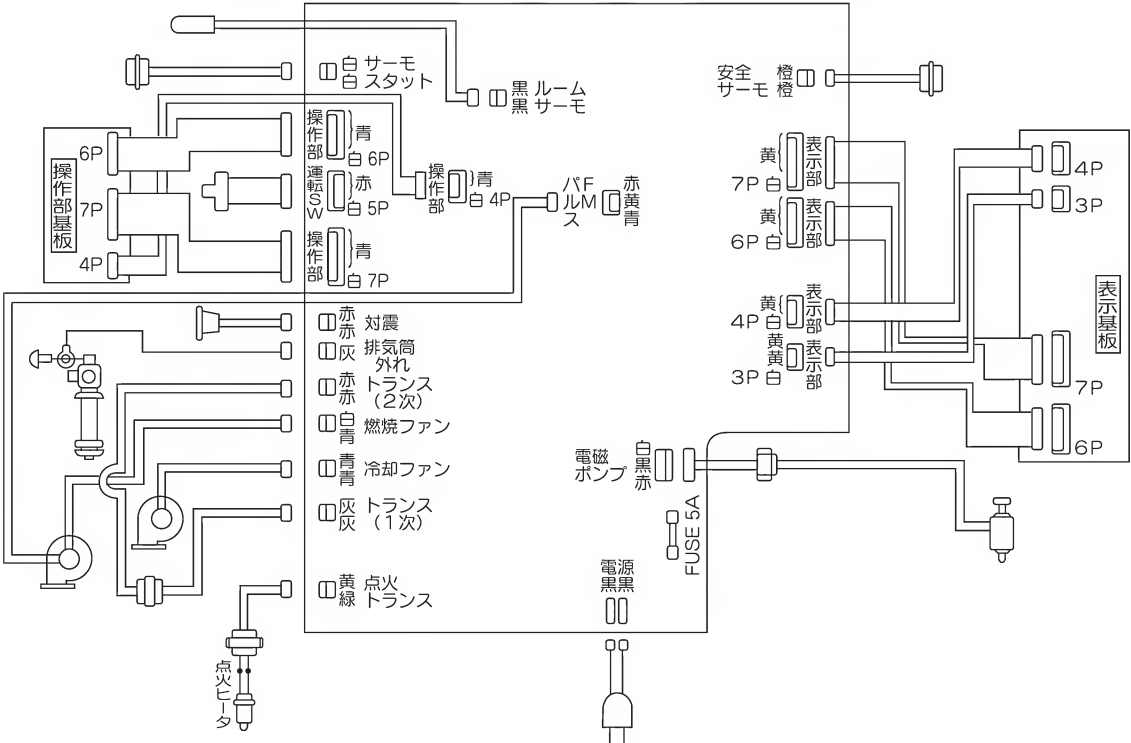 白 サーモ
白 スタット
黒 ルーム
黒 サーモ
安全 橙
サーモ 橙
操作部基板
6P
7P
4P
操作部
青
白 6P
運転SW
赤
白 5P
操作部
青
白 7P
操作部
青
白 4P
FM
パルス
赤
黄
青
黄
7P 白
表示部
黄
6P 白
表示部
黄
4P 白
表示部
黄
黄
3P 白
表示部
4P
3P
表示基板
7P
6P
赤
赤
対震
灰
排気筒
外れ
赤
赤
トランス
(2次)
白
青
燃焼ファン
青
青
冷却ファン
灰
灰
トランス
(1次)
黄
緑
点火
トランス
点火ヒータ
電磁
ポンプ
白
黒
赤
FUSE 5A
電源
黒黒